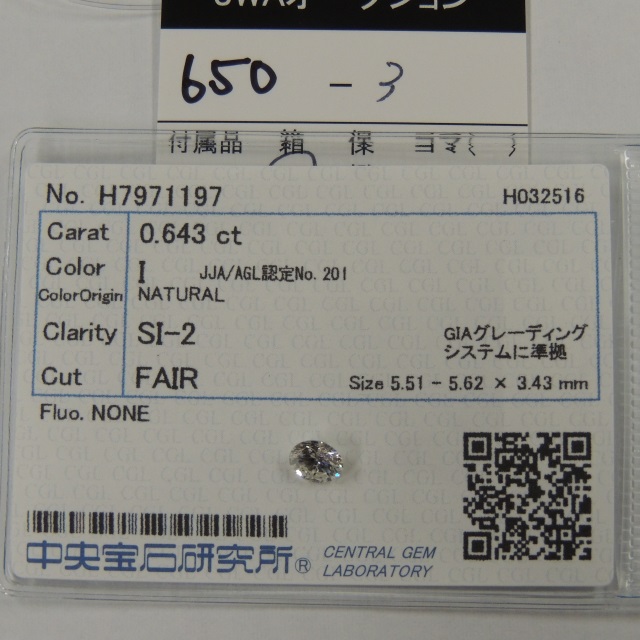 650 - 3
付属品 箱 保 コマ( )
No. H7971197 H032516
Carat 0.643 ct
Color I JJA/AGL認定No. 201
ColorOrigin NATURAL
Clarity SI-2 GIAグレーディング
システムに準拠
Cut FAIR Size 5.51 - 5.62 × 3.43 mm
Fluo. NONE
中央宝石研究所® CENTRAL GEM
LABORATORY